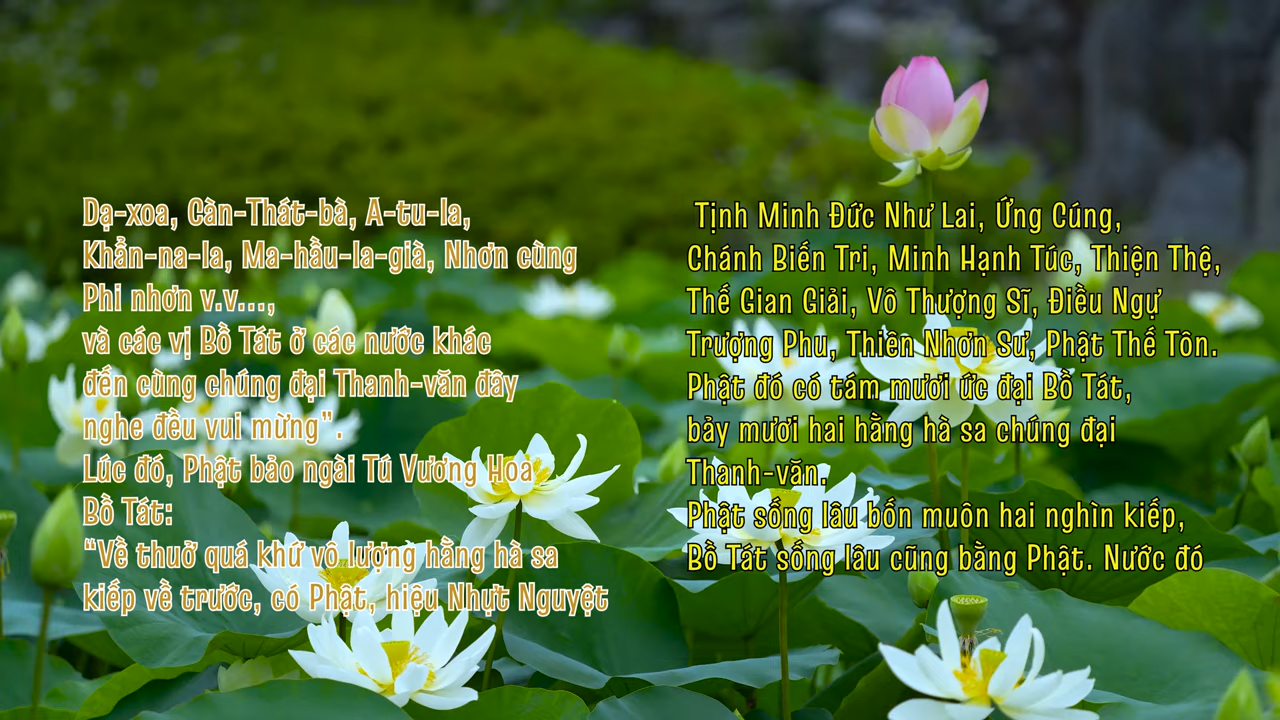 Dạ-xoa, Càn-Thát-bà, A-tu-la,
Khẩn-na-la, Ma-hầu-la-già, Nhơn cùng
Phi nhơn v.v...,
và các vị Bồ Tát ở các nước khác
đến cùng chúng đại Thanh-văn đây
nghe đều vui mừng".
Lúc đó, Phật bảo ngài Tú Vương Hoa
Bồ Tát:
"Về thuở quá khứ vô lượng hằng hà sa
kiếp về trước, có Phật, hiệu Nhựt Nguyệt
Tịnh Minh Đức Như Lai, Ứng Cúng,
Chánh Biến Tri, Minh Hạnh Túc, Thiện Thệ,
Thế Gian Giải, Vô Thượng Sĩ, Điều Ngự
Trượng Phu, Thiên Nhơn Sư, Phật Thế Tôn.
Phật đó có tám mươi ức đại Bồ Tát,
bảy mươi hai hằng hà sa chúng đại
Thanh-văn.
Phật sống lâu bốn muôn hai nghìn kiếp,
Bồ Tát sống lâu cũng bằng Phật. Nước đó